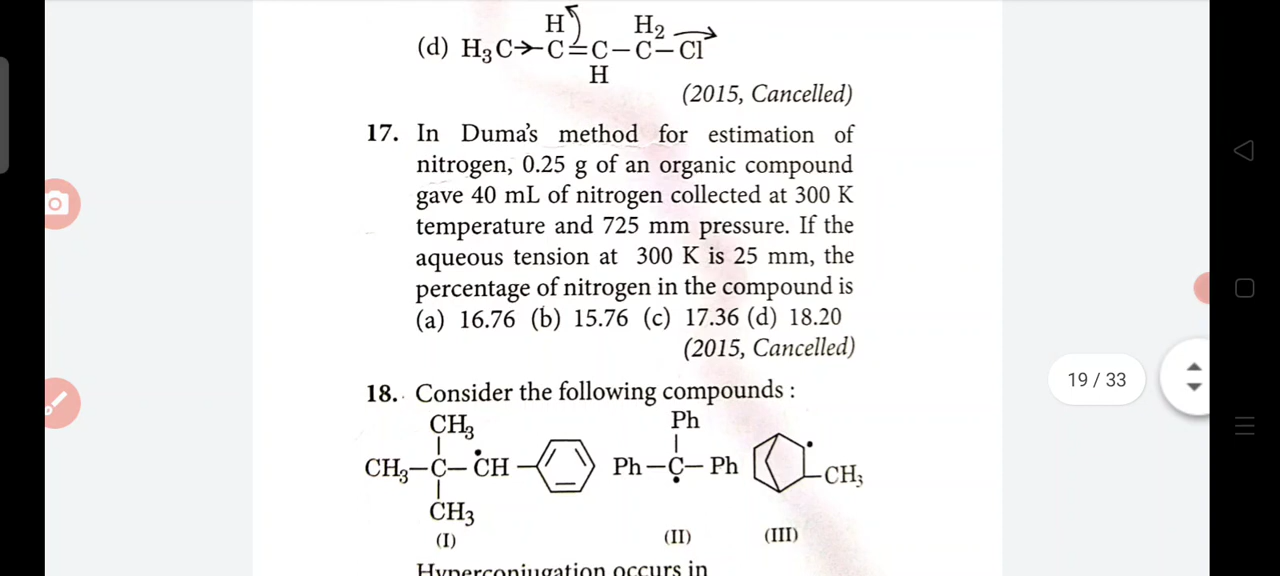 H H₂
(d) H₃C→C=C–C–Cl
H
(2015, Cancelled)
17. In Duma's method for estimation of
nitrogen, 0.25 g of an organic compound
gave 40 mL of nitrogen collected at 300 K
temperature and 725 mm pressure. If the
aqueous tension at 300 K is 25 mm, the
percentage of nitrogen in the compound is
(a) 16.76 (b) 15.76 (c) 17.36 (d) 18.20
(2015, Cancelled)
19 / 33
18. Consider the following compounds :
CH₃ Ph
CH₃–C–ĊH– Ph–C–Ph –CH₃
CH₃
(I) (II) (III)
Hyperconjugation occurs in